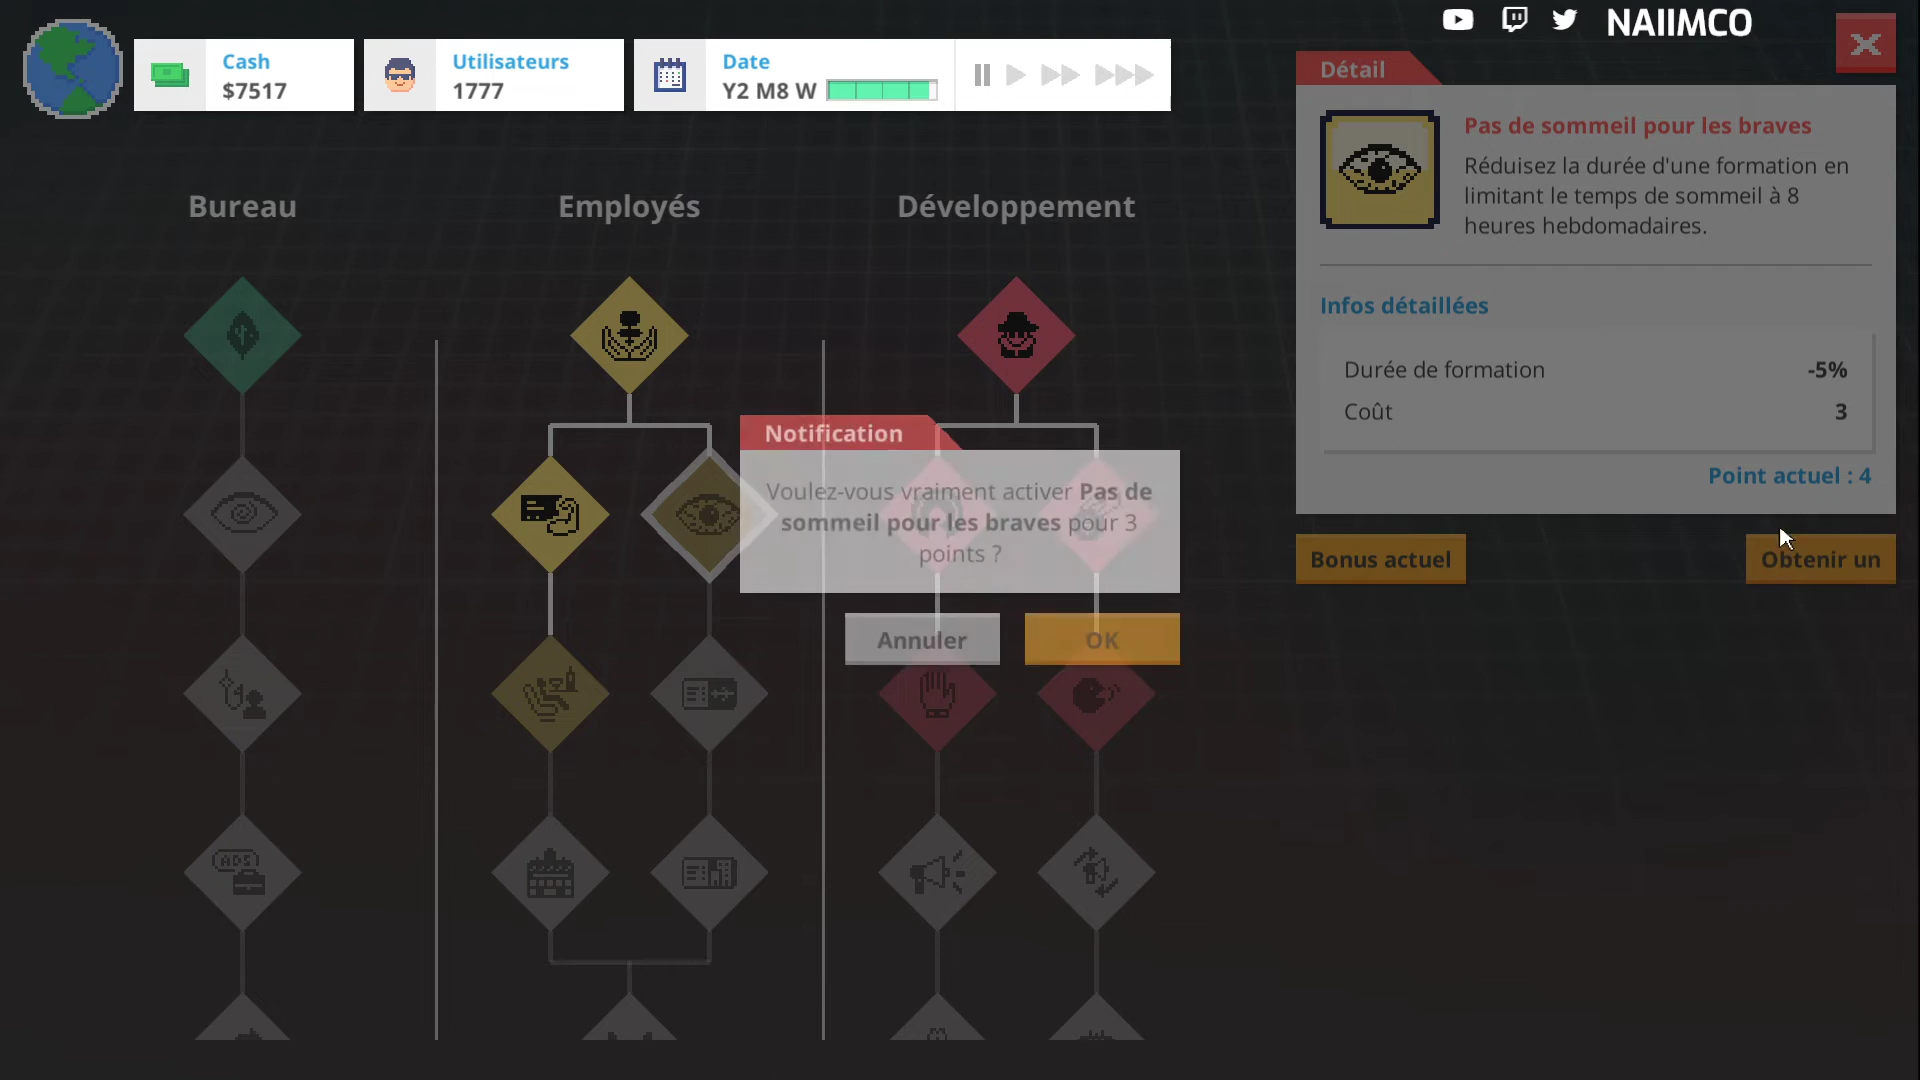 NAIIMCO
Cash
$7517
Utilisateurs
1777
Date
Y2 M8 W
Détail
Pas de sommeil pour les braves
Réduisez la durée d'une formation en
limitant le temps de sommeil à 8
heures hebdomadaires.
Infos détaillées
Durée de formation -5%
Coût 3
Point actuel : 4
Bonus actuel
Obtenir un
Bureau
Employés
Développement
Notification
Voulez-vous vraiment activer Pas de
sommeil pour les braves pour 3
points ?
Annuler
OK
ADS